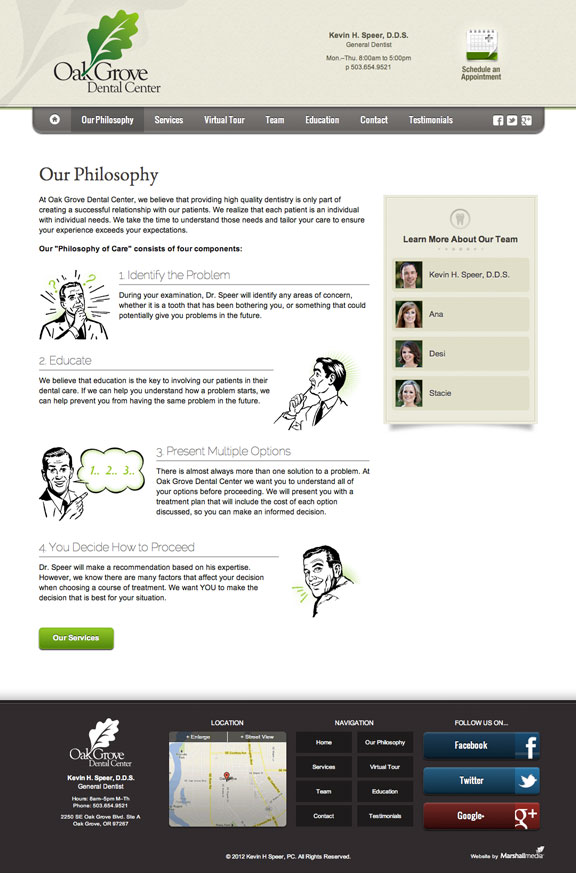 Oak Grove
Dental Center
Kevin H. Speer, D.D.S.
General Dentist
Mon.–Thu. 8:00am to 5:00pm
p 503.654.9521
Schedule an
Appointment
Our Philosophy
Services
Virtual Tour
Team
Education
Contact
Testimonials
Our Philosophy
At Oak Grove Dental Center, we believe that providing high quality dentistry is only part of
creating a successful relationship with our patients. We realize that each patient is an individual
with individual needs. We take the time to understand those needs and tailor your care to ensure
your experience exceeds your expectations.
Our "Philosophy of Care" consists of four components:
1. Identify the Problem
During your examination, Dr. Speer will identify any areas of concern,
whether it is a tooth that has been bothering you, or something that could
potentially give you problems in the future.
2. Educate
We believe that education is the key to involving our patients in their
dental care. If we can help you understand how a problem starts, we
can help prevent you from having the same problem in the future.
1.. 2.. 3..
3. Present Multiple Options
There is almost always more than one solution to a problem. At
Oak Grove Dental Center we want you to understand all of
your options before proceeding. We will present you with a
treatment plan that will include the cost of each option
discussed, so you can make an informed decision.
4. You Decide How to Proceed
Dr. Speer will make a recommendation based on his expertise.
However, we know there are many factors that affect your decision
when choosing a course of treatment. We want YOU to make the
decision that is best for your situation.
Our Services
Learn More About Our Team
Kevin H. Speer, D.D.S.
Ana
Desi
Stacie
Oak Grove
Dental Center
Kevin H. Speer, D.D.S.
General Dentist
Hours: 8am–5pm M–Th
Phone: 503.654.9521
2250 SE Oak Grove Blvd. Ste A
Oak Grove, OR 97267
LOCATION
+ Enlarge
+ Street View
NAVIGATION
Home
Our Philosophy
Services
Virtual Tour
Team
Education
Contact
Testimonials
FOLLOW US ON...
Facebook
Twitter
Google+
© 2012 Kevin H Speer, PC. All Rights Reserved.
Website by Marshallmedia